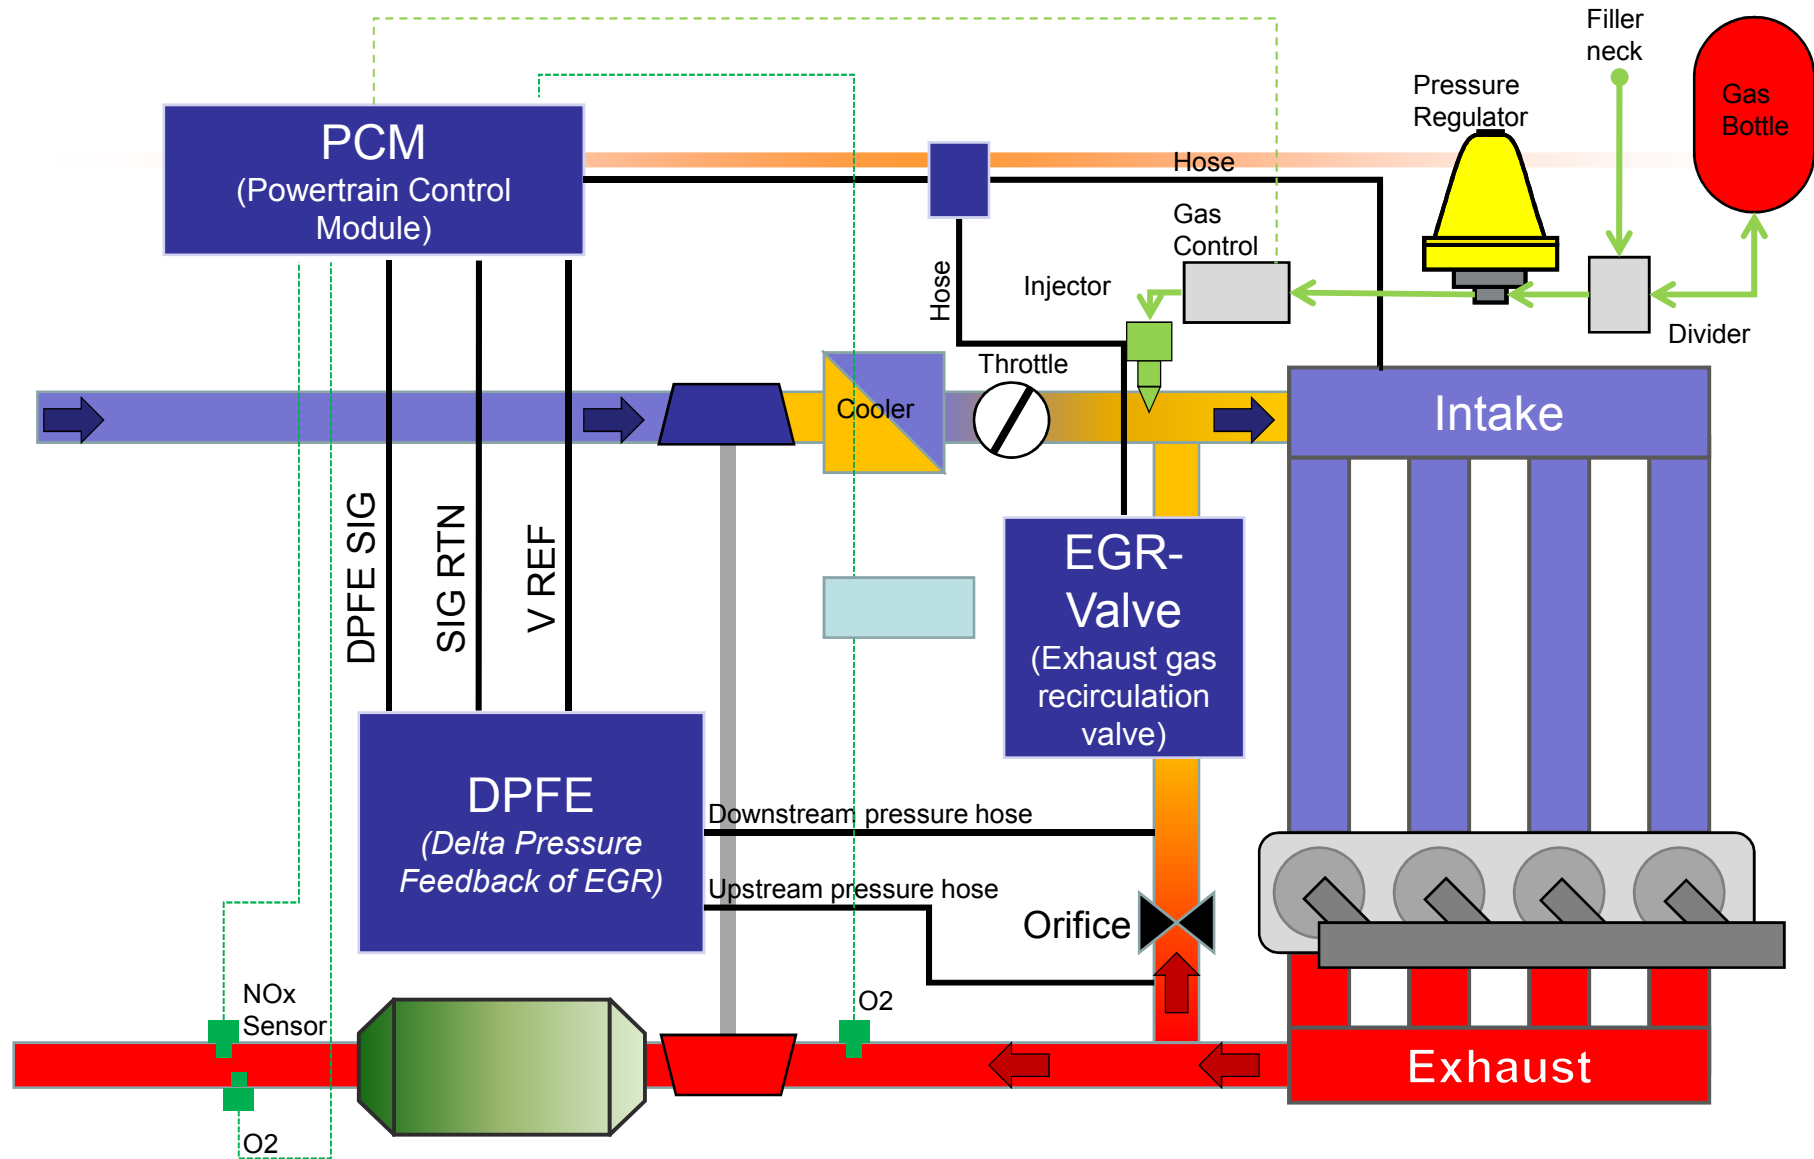 Filler
neck
Gas
Bottle
Pressure
Regulator
PCM
(Powertrain Control
Module)
Hose
Gas
Control
Hose
Injector
Divider
Throttle
Cooler
Intake
DPFE SIG
SIG RTN
V REF
EGR-
Valve
(Exhaust gas
recirculation
valve)
DPFE
(Delta Pressure
Feedback of EGR)
Downstream pressure hose
Upstream pressure hose
Orifice
NOx
Sensor
O2
Exhaust
O2